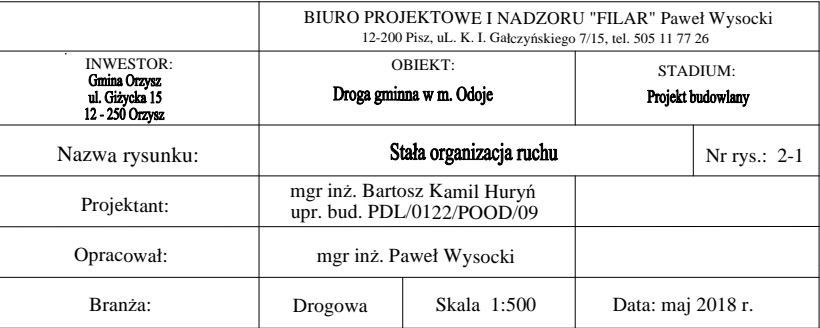 BIURO PROJEKTOWE I NADZORU "FILAR" Paweł Wysocki
12-200 Pisz, uL. K. I. Gałczyńskiego 7/15, tel. 505 11 77 26
INWESTOR:
Gmina Orzysz
ul. Giżycka 15
12 - 250 Orzysz
OBIEKT:
Droga gminna w m. Odoje
STADIUM:
Projekt budowlany
Nazwa rysunku:
Stała organizacja ruchu
Nr rys.: 2-1
Projektant:
mgr inż. Bartosz Kamil Huryń
upr. bud. PDL/0122/POOD/09
Opracował:
mgr inż. Paweł Wysocki
Branża:
Drogowa
Skala 1:500
Data: maj 2018 r.